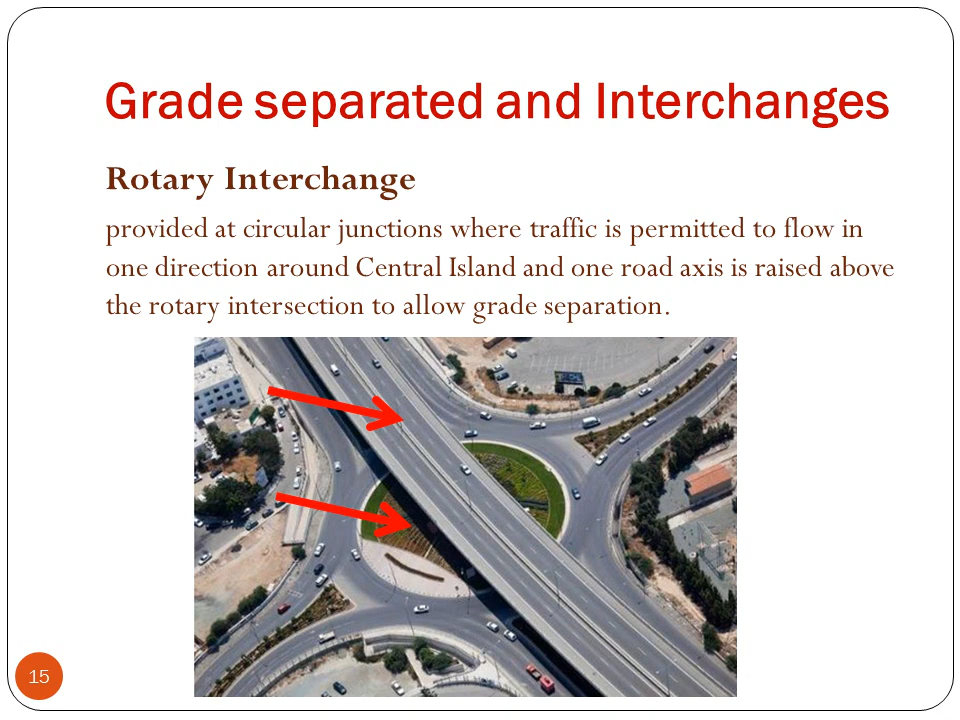 Grade separated and Interchanges
Rotary Interchange
provided at circular junctions where traffic is permitted to flow in
one direction around Central Island and one road axis is raised above
the rotary intersection to allow grade separation.
15